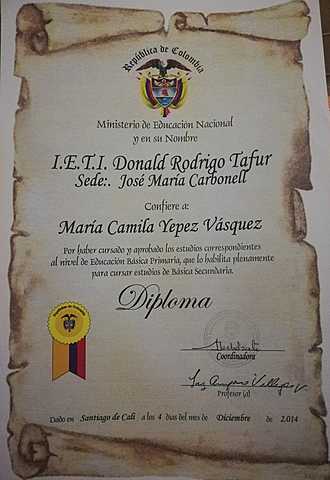 República de Colombia
Ministerio de Educación Nacional
y en su Nombre
I.E.T.I. Donald Rodrigo Tafur
Sede:. José María Carbonell
Confiere a:
María Camila Yepez Vásquez
Por haber cursado y aprobado los estudios correspondientes
al nivel de Educación Básica Primaria, que lo habilita plenamente
para cursar estudios de Básica Secundaria.
Diploma
Coordinadora
Profesor (a)
Dado en Santiago de Cali a los 4 días del mes de Diciembre de 2.014